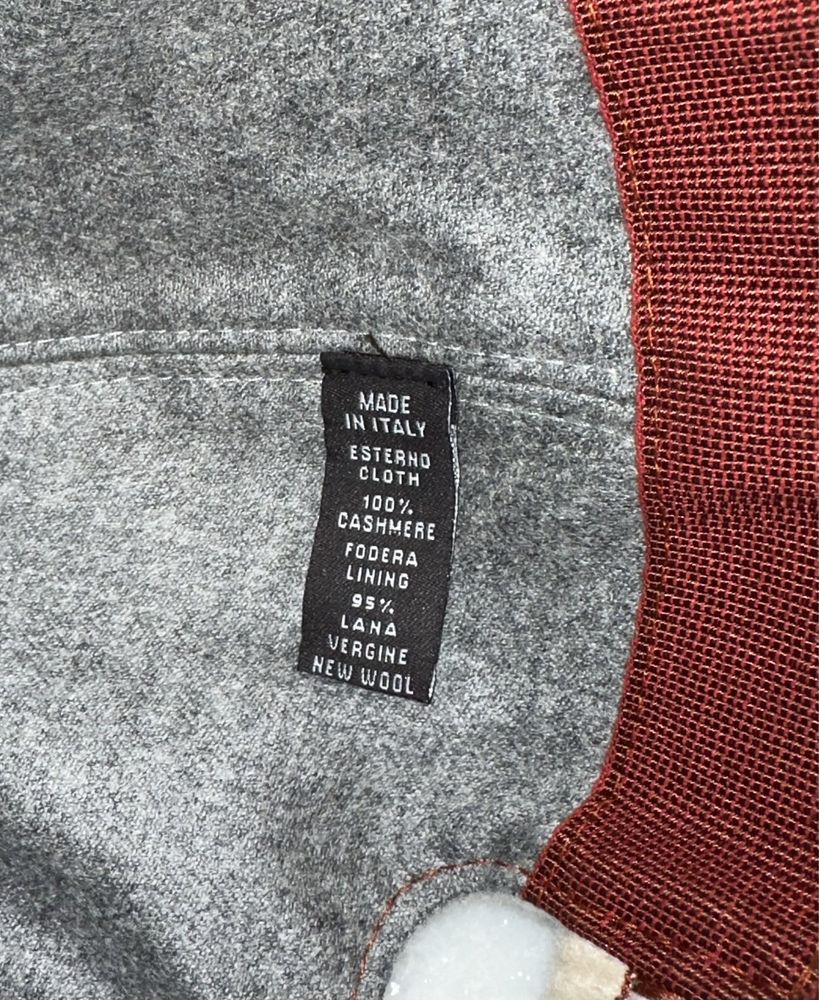 MADE
IN ITALY
ESTERNO
CLOTH
100%
CASHMERE
FODERA
LINING
95%
LANA
VERGINE
NEW WOOL